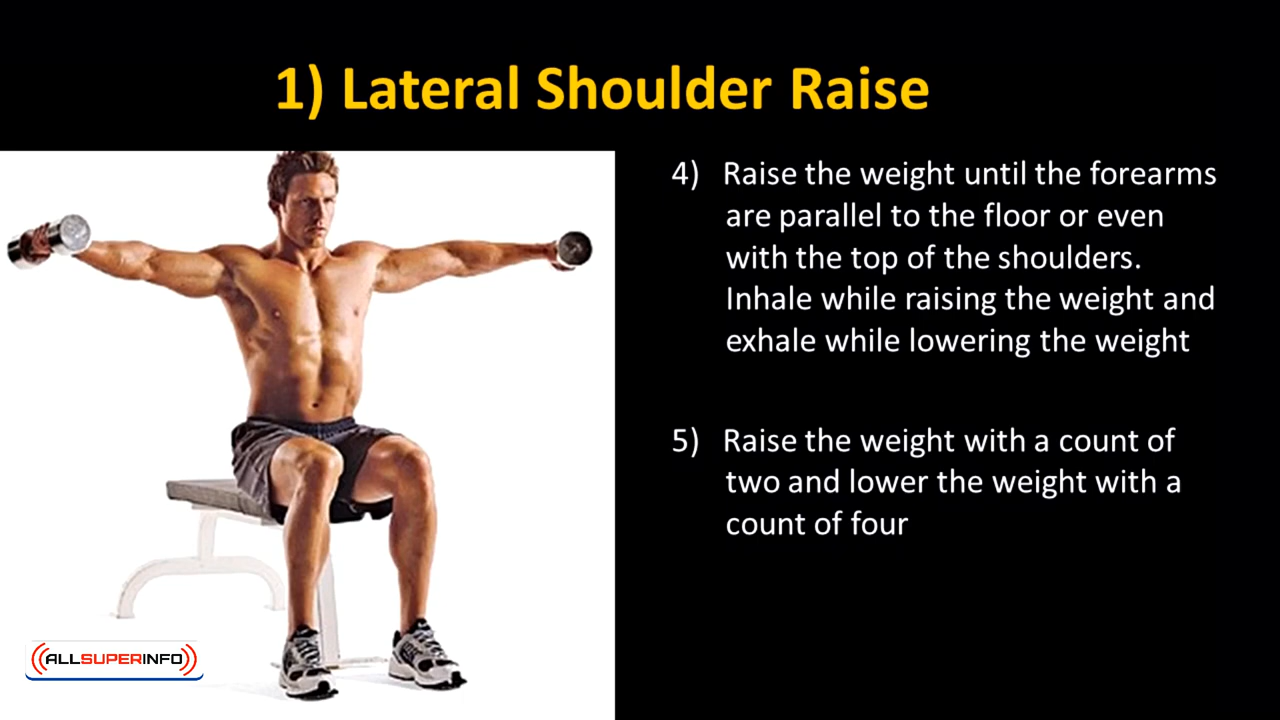 1) Lateral Shoulder Raise
4) Raise the weight until the forearms
are parallel to the floor or even
with the top of the shoulders.
Inhale while raising the weight and
exhale while lowering the weight
5) Raise the weight with a count of
two and lower the weight with a
count of four
((ALLSUPERINFO))